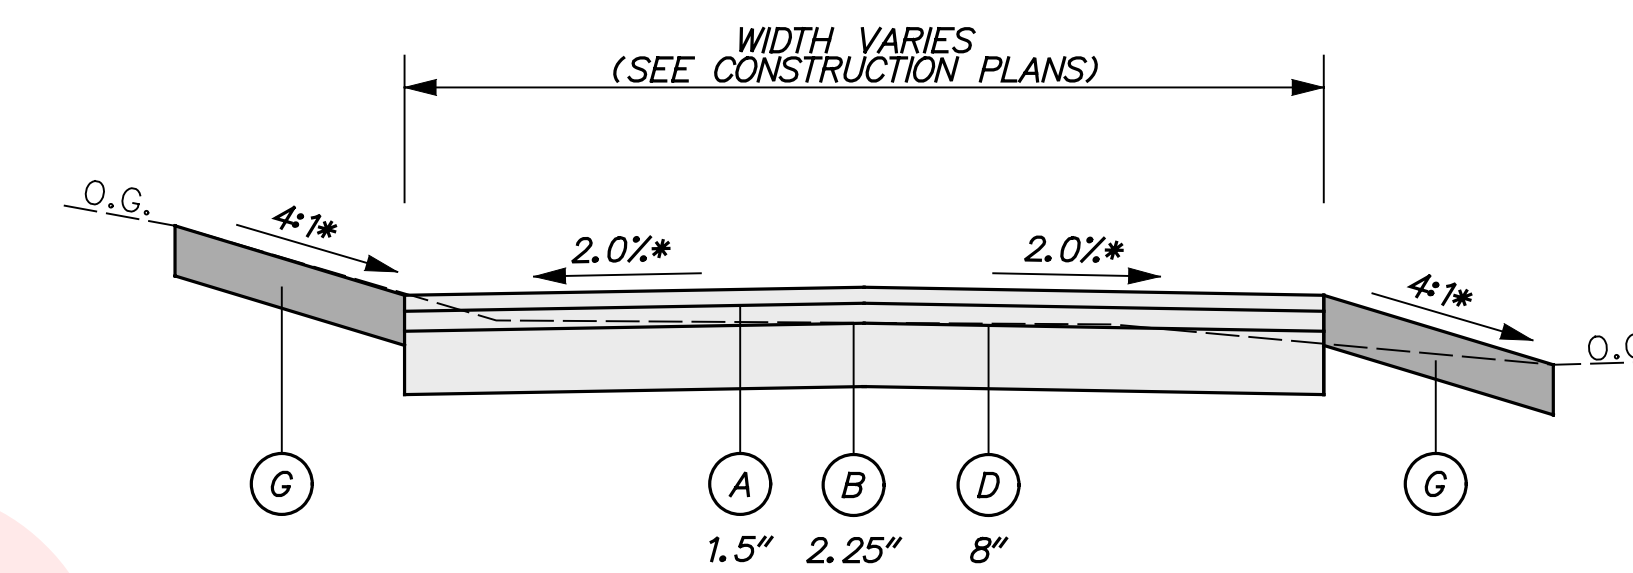 WIDTH VARIES
(SEE CONSTRUCTION PLANS)
O.G.
4:1*
2.0%*
2.0%*
4:1*
G
A
B
D
G
1.5"
2.25"
8"